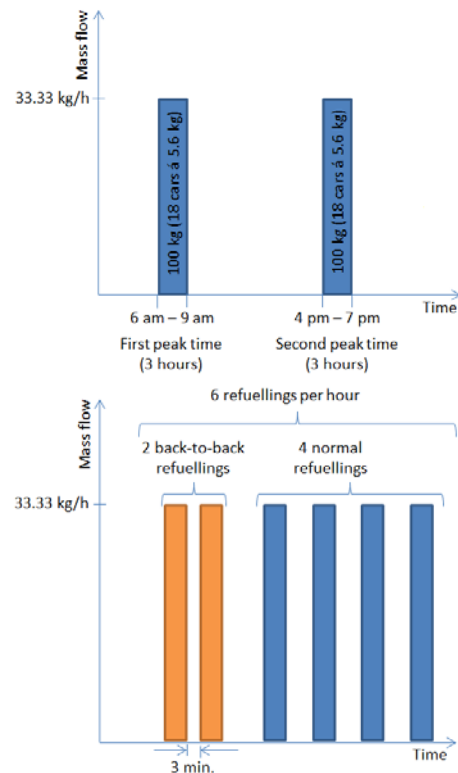 Mass flow
33.33 kg/h
100 kg (18 cars á 5.6 kg)
100 kg (18 cars á 5.6 kg)
Time
6 am – 9 am
4 pm – 7 pm
First peak time
(3 hours)
Second peak time
(3 hours)
6 refuellings per hour
Mass flow
2 back-to-back
refuellings
4 normal
refuellings
33.33 kg/h
Time
3 min.